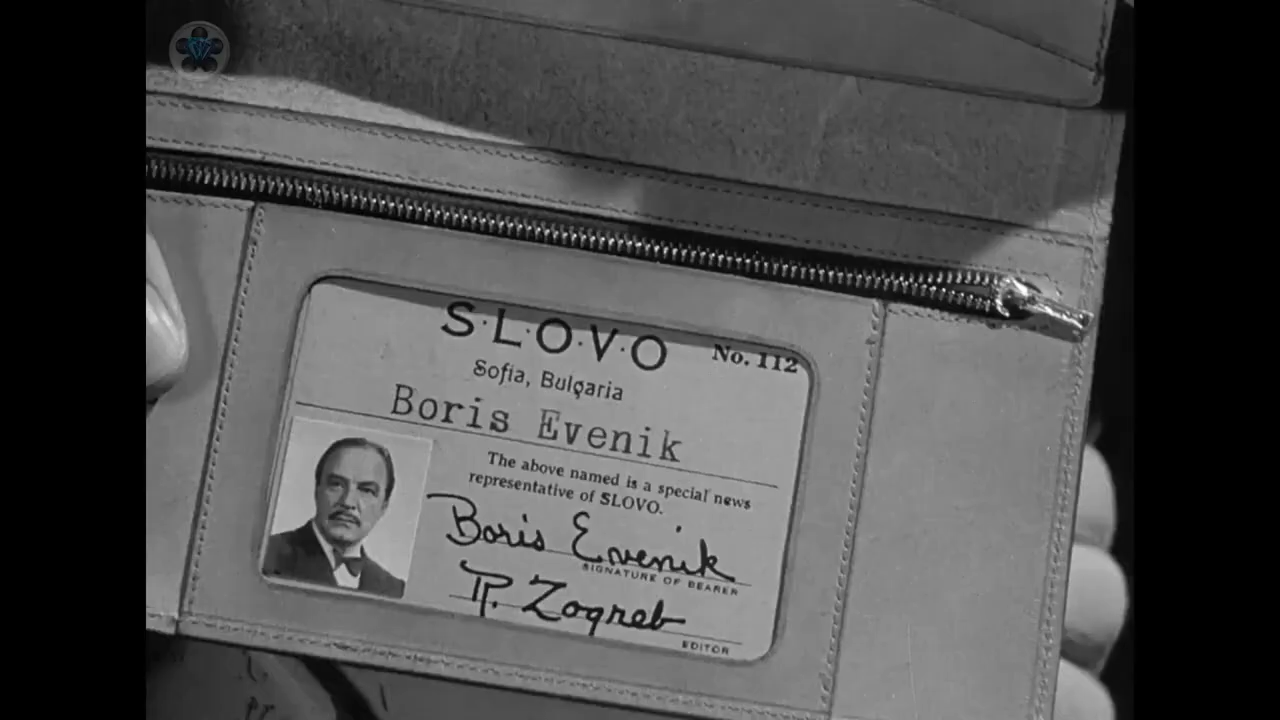 S·L·O·V·O
No. 112
Sofia, Bulgaria
Boris Evenik
The above named is a special news
representative of SLOVO.
Boris Evenik
SIGNATURE OF BEARER
R. Zogreb
EDITOR